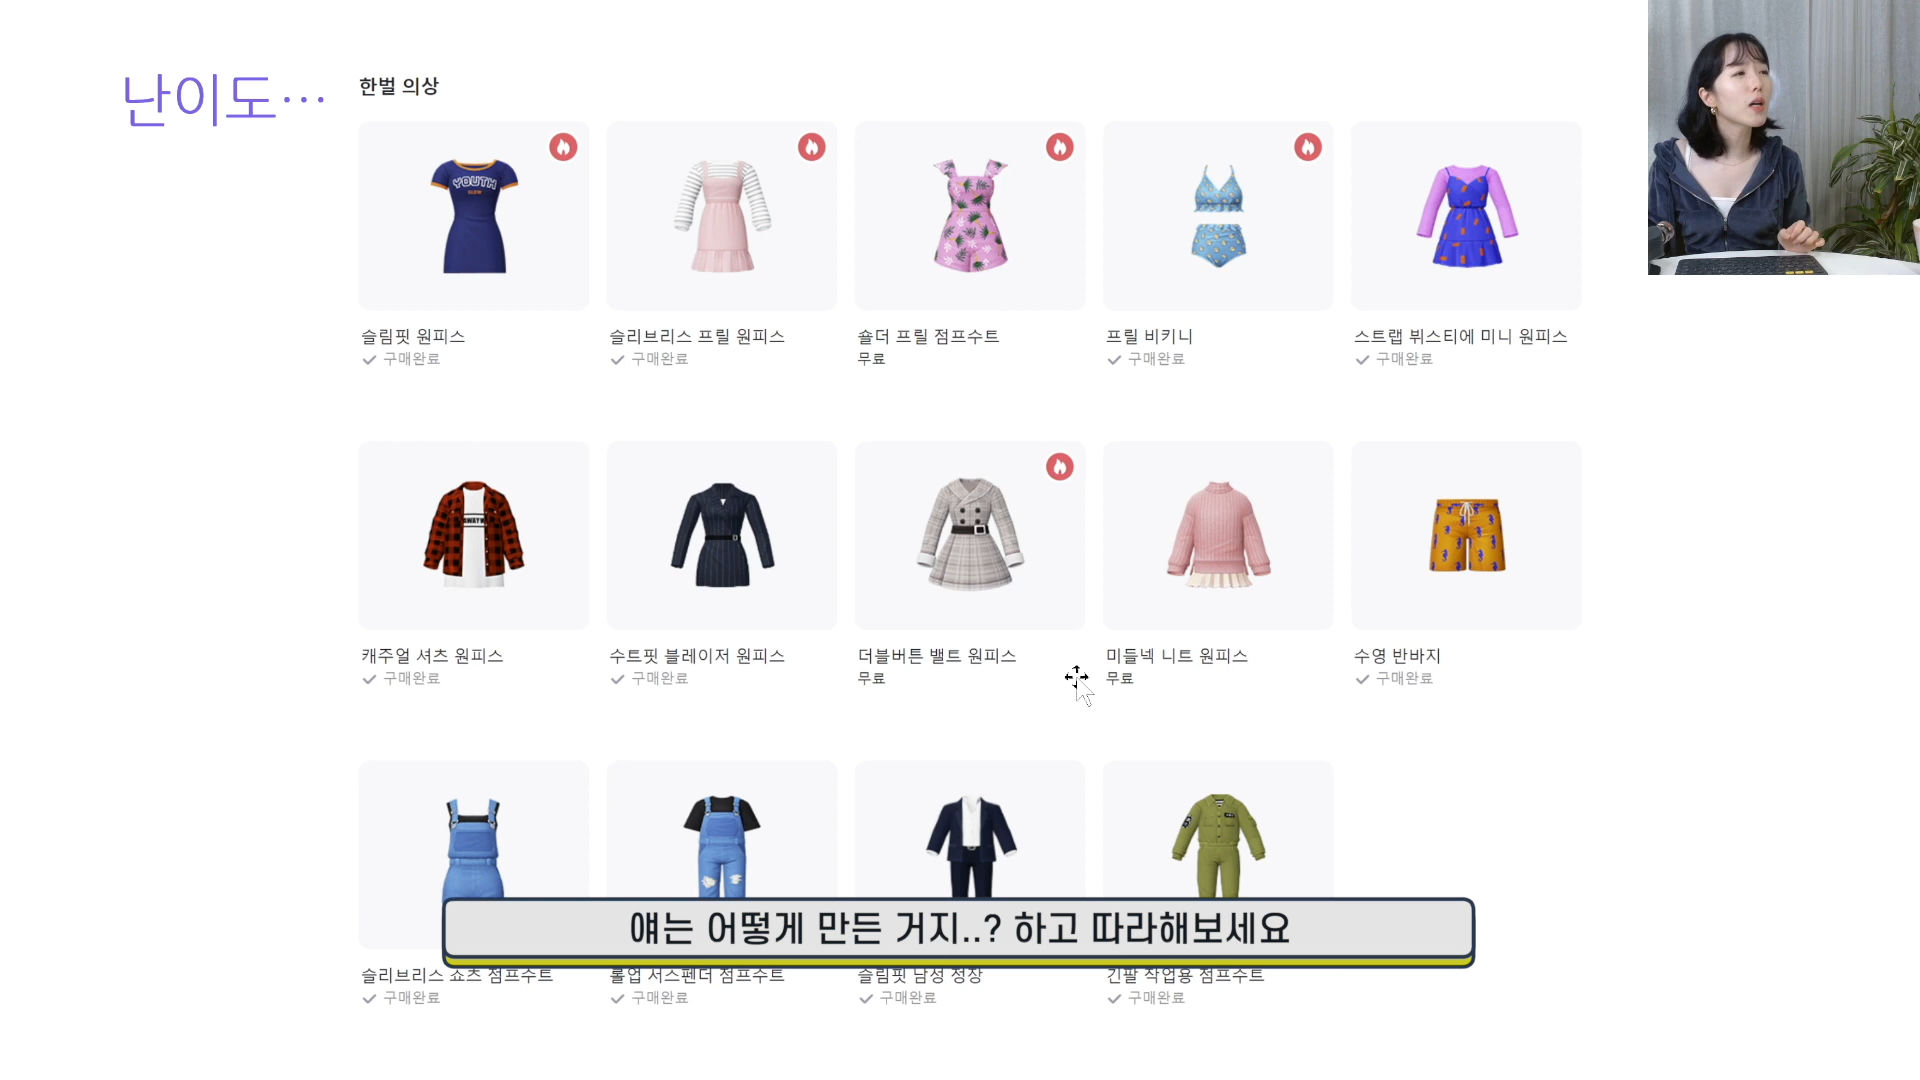 난이도…
한벌 의상
YOUTH
슬림핏 원피스
구매완료
슬리브리스 프릴 원피스
구매완료
숄더 프릴 점프수트
무료
프릴 비키니
구매완료
스트랩 뷔스티에 미니 원피스
구매완료
캐주얼 셔츠 원피스
구매완료
수트핏 블레이저 원피스
구매완료
더블버튼 밸트 원피스
무료
미들넥 니트 원피스
무료
수영 반바지
구매완료
얘는 어떻게 만든 거지..? 하고 따라해보세요
슬리브리스 쇼츠 점프수트
구매완료
롤업 서스펜더 점프수트
구매완료
슬림핏 남성 정장
구매완료
긴팔 작업용 점프수트
구매완료